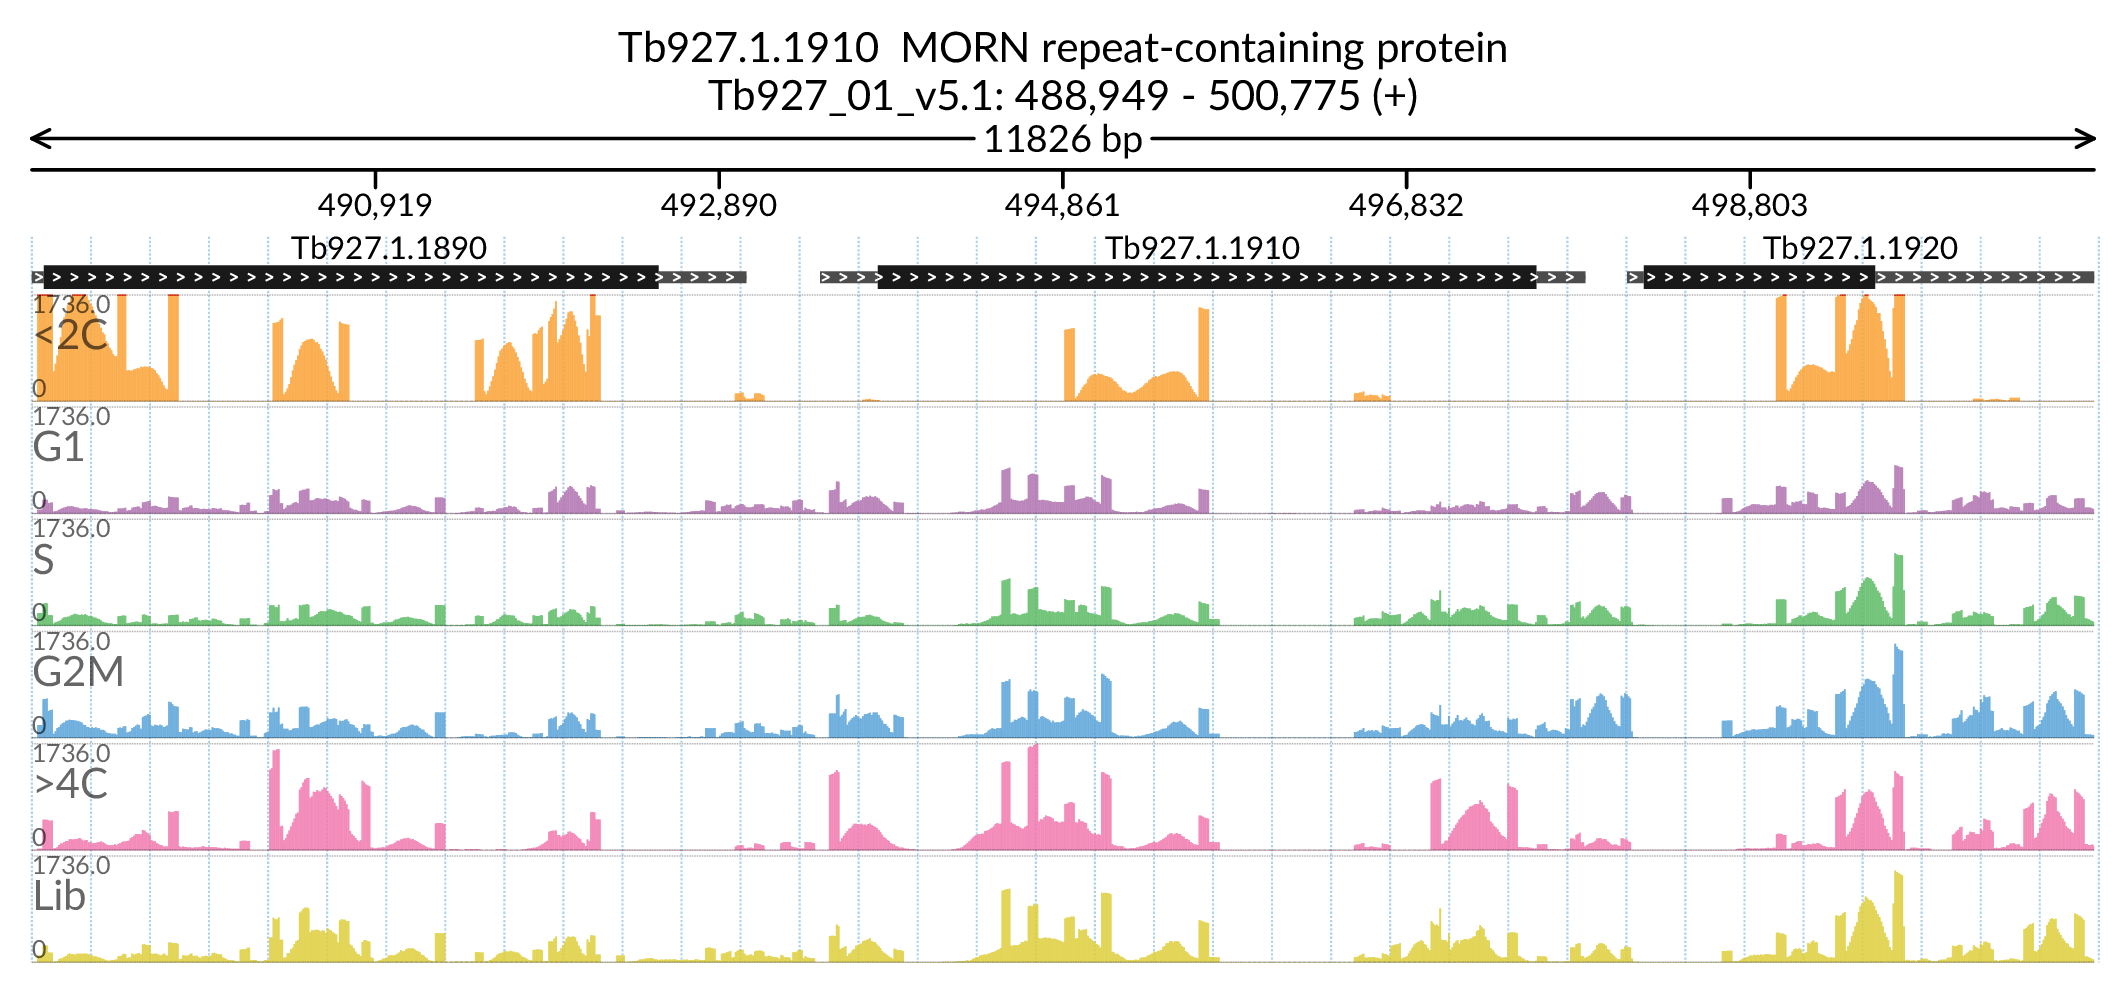 Tb927.1.1910  MORN repeat-containing protein
Tb927_01_v5.1: 488,949 - 500,775 (+)
11826 bp
490,919 492,890 494,861 496,832 498,803
Tb927.1.1890 Tb927.1.1910 Tb927.1.1920
1736.0
<2C
0
1736.0
G1
0
1736.0
S
0
1736.0
G2M
0
1736.0
>4C
0
1736.0
Lib
0